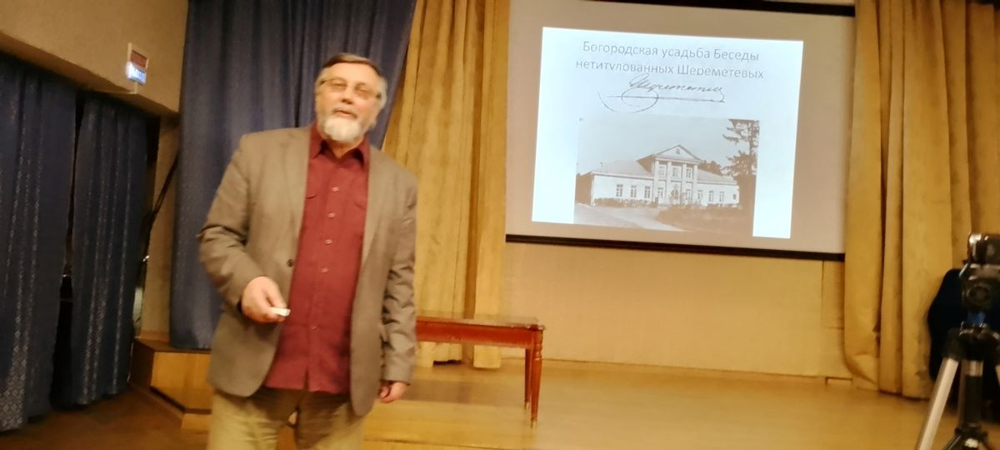 Богородская усадьба Беседы
нетитулованных Шереметевых